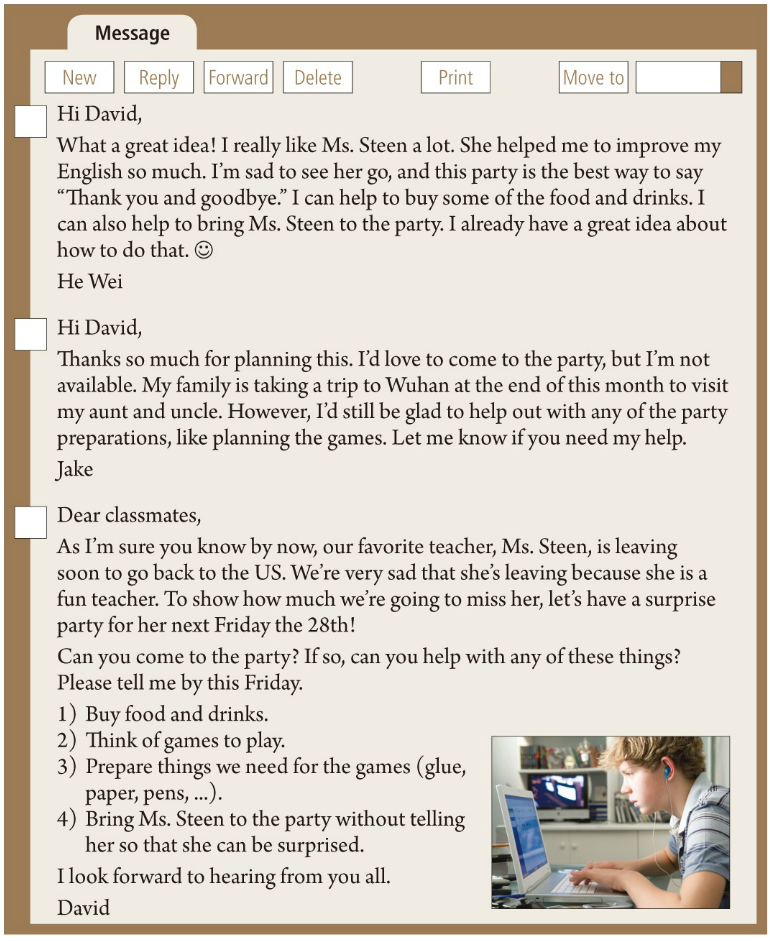 Message
New Reply Forward Delete Print Move to
Hi David,
What a great idea! I really like Ms. Steen a lot. She helped me to improve my
English so much. I'm sad to see her go, and this party is the best way to say
“Thank you and goodbye.” I can help to buy some of the food and drinks. I
can also help to bring Ms. Steen to the party. I already have a great idea about
how to do that. ☺
He Wei
Hi David,
Thanks so much for planning this. I'd love to come to the party, but I'm not
available. My family is taking a trip to Wuhan at the end of this month to visit
my aunt and uncle. However, I'd still be glad to help out with any of the party
preparations, like planning the games. Let me know if you need my help.
Jake
Dear classmates,
As I'm sure you know by now, our favorite teacher, Ms. Steen, is leaving
soon to go back to the US. We're very sad that she's leaving because she is a
fun teacher. To show how much we're going to miss her, let's have a surprise
party for her next Friday the 28th!
Can you come to the party? If so, can you help with any of these things?
Please tell me by this Friday.
1) Buy food and drinks.
2) Think of games to play.
3) Prepare things we need for the games (glue,
paper, pens, ...).
4) Bring Ms. Steen to the party without telling
her so that she can be surprised.
I look forward to hearing from you all.
David